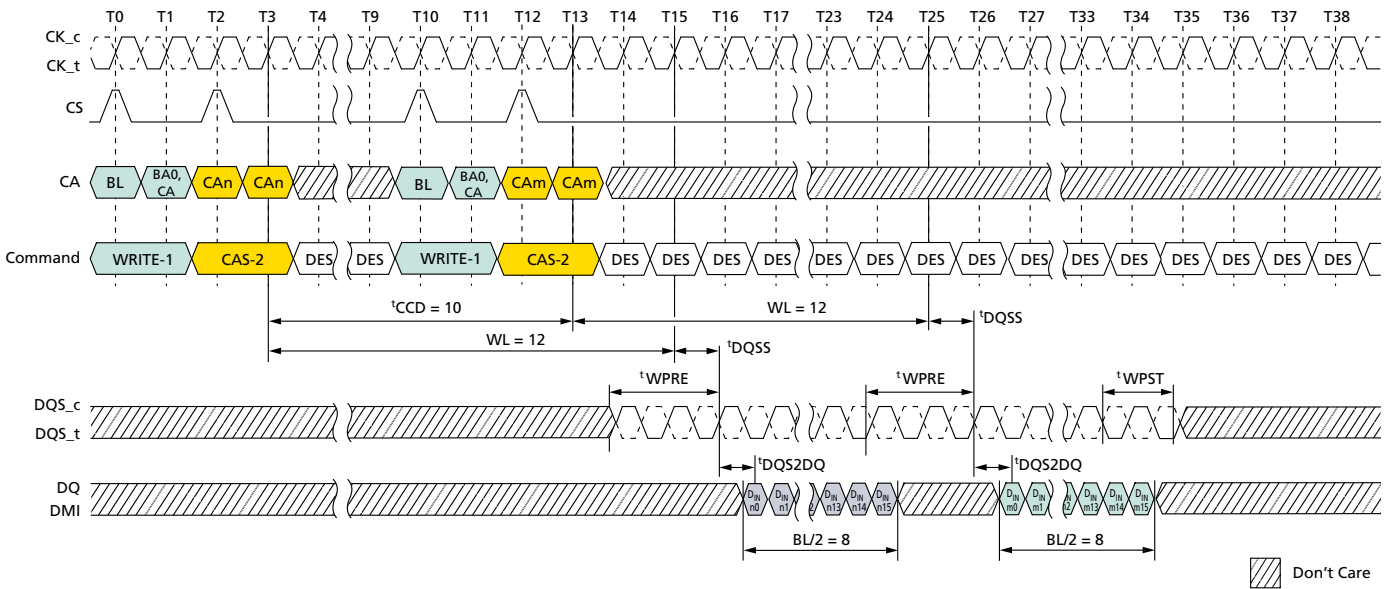 T0 T1 T2 T3 T4 T9 T10 T11 T12 T13 T14 T15 T16 T17 T23 T24 T25 T26 T27 T33 T34 T35 T36 T37 T38
CK_c
CK_t
CS
CA BL BA0, CA CAn CAn BL BA0, CA CAm CAm
Command WRITE-1 CAS-2 DES DES WRITE-1 CAS-2 DES DES DES DES DES DES DES DES DES DES DES DES DES DES DES
tCCD = 10 WL = 12 tDQSS
WL = 12 tDQSS
tWPRE tWPRE tWPST
DQS_c
DQS_t
tDQS2DQ tDQS2DQ
DQ
DMI
DIN n0 DIN n1 DIN n13 DIN n14 DIN n15 DIN m0 DIN m1 DIN m13 DIN m14 DIN m15
BL/2 = 8 BL/2 = 8
Don't Care